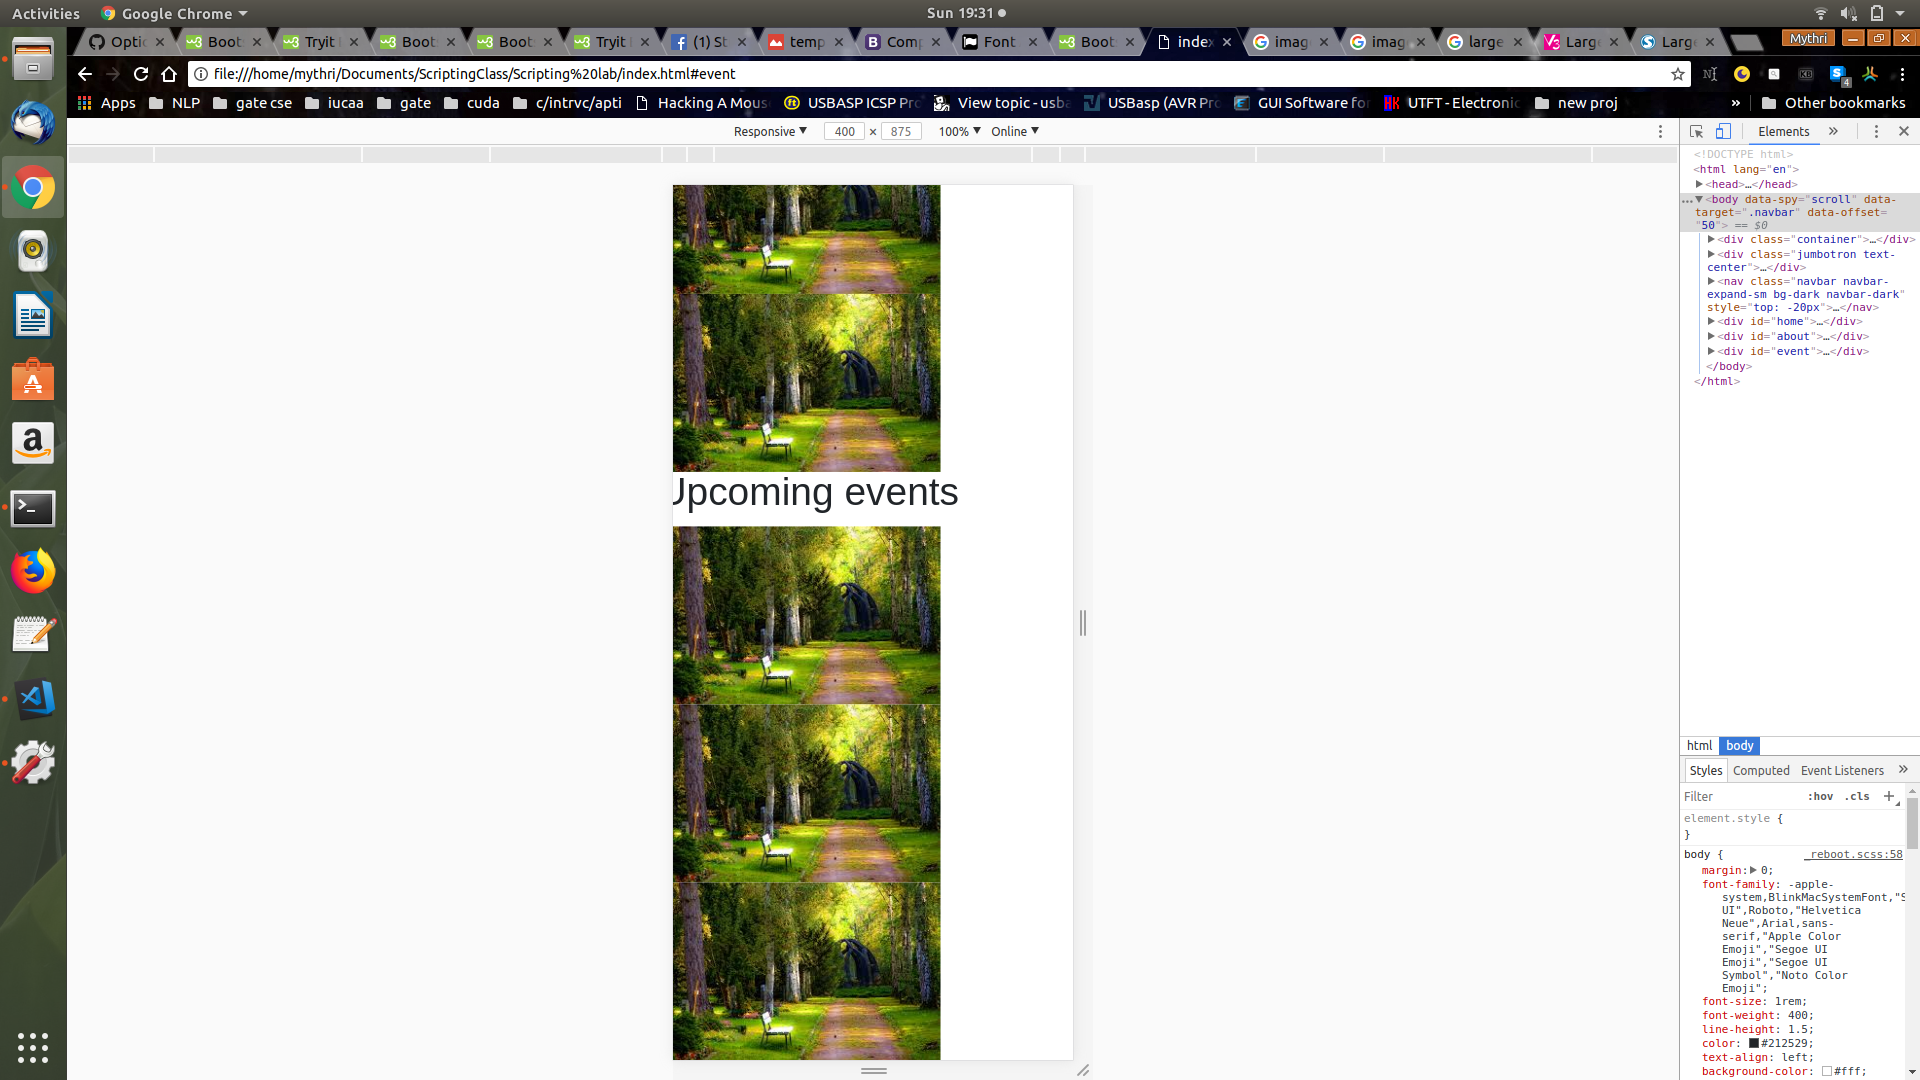 Activities
Google Chrome
Sun 19:31
Optic
Boots
Tryit
Boots
Boots
Tryit
(1) St
temp
Comp
Font
Boots
index
imag
imag
large
Large
Large
Mythri
file:///home/mythri/Documents/ScriptingClass/Scripting%20lab/index.html#event
4
Apps
NLP
gate cse
iucaa
gate
cuda
c/intrvc/apti
Hacking A Mous
USBASP ICSP Pro
View topic - usba
USBasp (AVR Pro
GUI Software for
UTFT - Electronic
new proj
»
Other bookmarks
Responsive
400 × 875
100%
Online
Elements
»
<!DOCTYPE html>
<html lang="en">
<head>…</head>
<body data-spy="scroll" data-
target=".navbar" data-offset=
"50"> == $0
<div class="container">…</div>
<div class="jumbotron text-
center">…</div>
<nav class="navbar navbar-
expand-sm bg-dark navbar-dark"
style="top: -20px">…</nav>
<div id="home">…</div>
<div id="about">…</div>
<div id="event">…</div>
</body>
</html>
Upcoming events
html body
Styles Computed Event Listeners »
Filter :hov .cls +
element.style {
}
body { _reboot.scss:58
margin: 0;
font-family: -apple-
system,BlinkMacSystemFont,"S
UI",Roboto,"Helvetica
Neue",Arial,sans-
serif,"Apple Color
Emoji","Segoe UI
Emoji","Segoe UI
Symbol","Noto Color
Emoji";
font-size: 1rem;
font-weight: 400;
line-height: 1.5;
color: #212529;
text-align: left;
background-color: #fff;